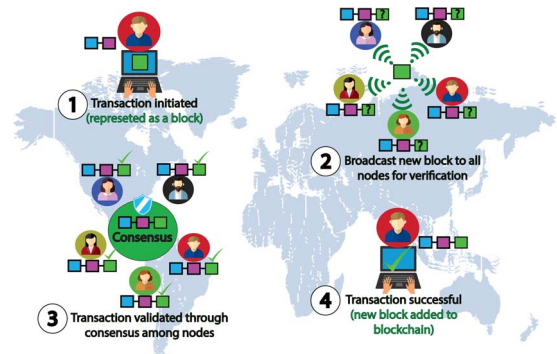 1 Transaction initiated
(represeted as a block)
? ?
? ?
?
2 Broadcast new block to all
nodes for verification
Consensus
3 Transaction validated through
consensus among nodes
4 Transaction successful
(new block added to
blockchain)